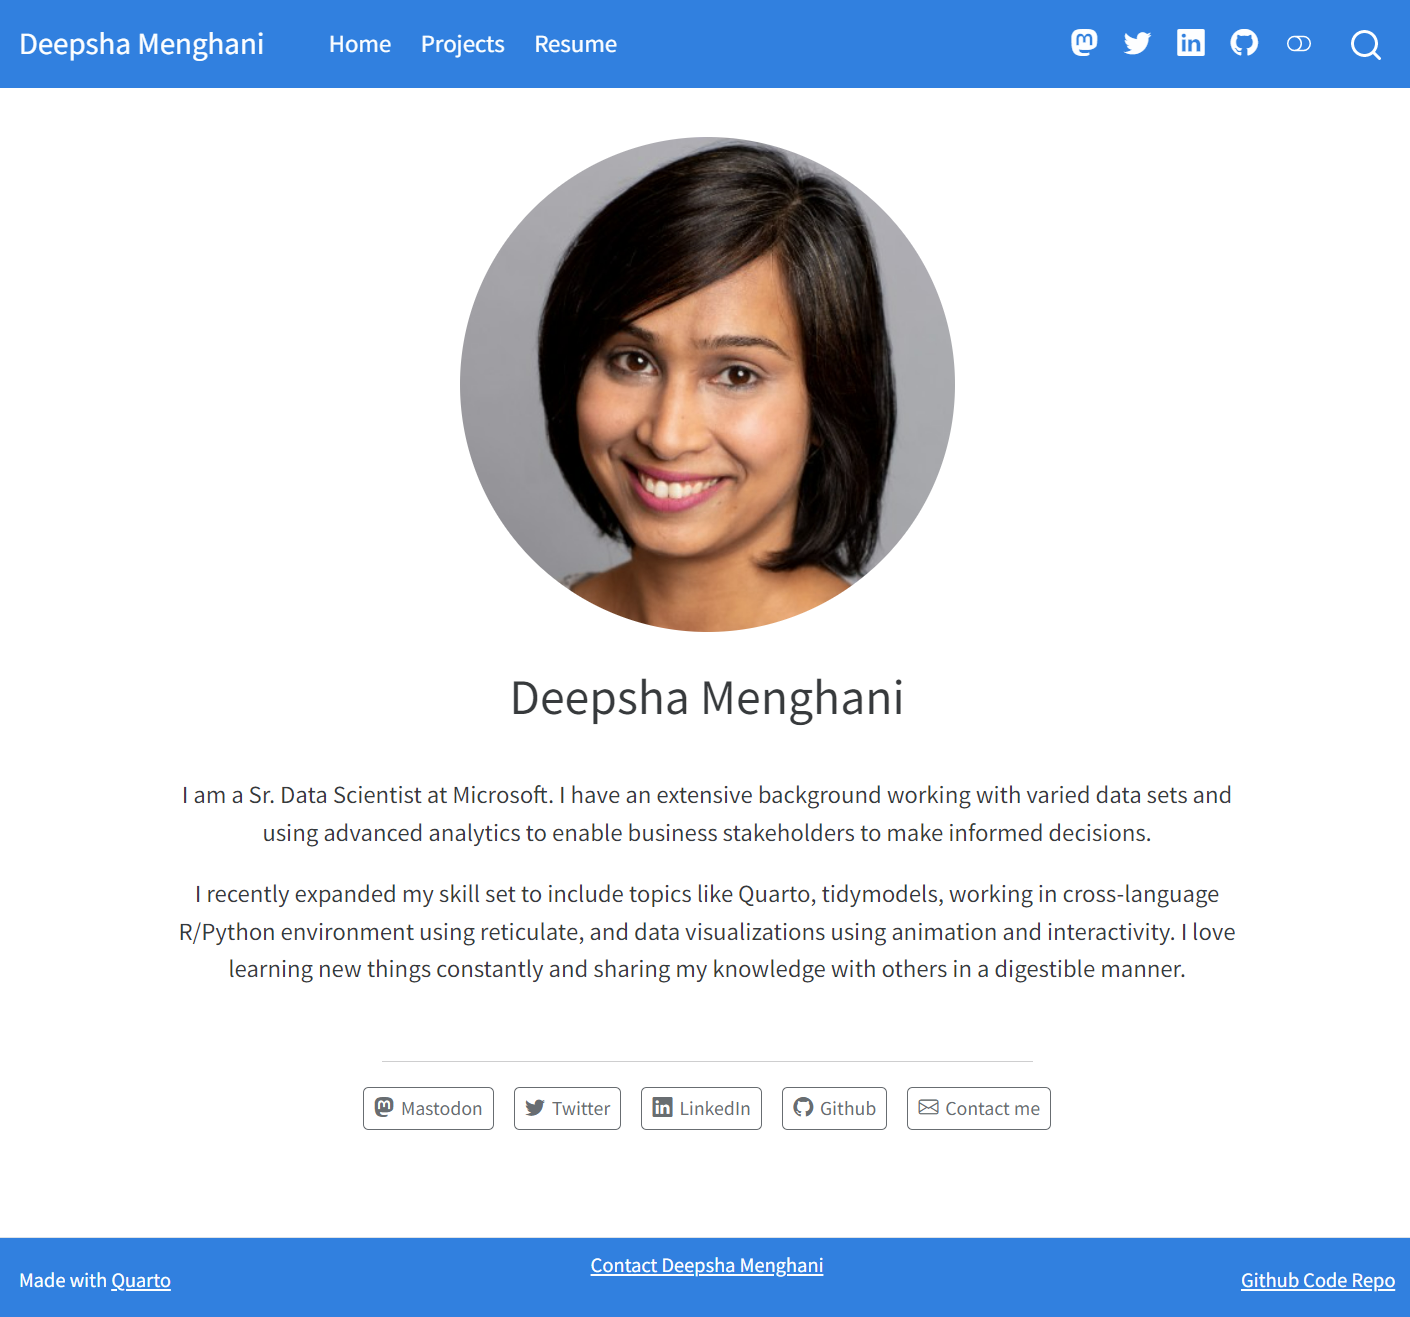 Deepsha Menghani Home Projects Resume
Deepsha Menghani
I am a Sr. Data Scientist at Microsoft. I have an extensive background working with varied data sets and
using advanced analytics to enable business stakeholders to make informed decisions.
I recently expanded my skill set to include topics like Quarto, tidymodels, working in cross-language
R/Python environment using reticulate, and data visualizations using animation and interactivity. I love
learning new things constantly and sharing my knowledge with others in a digestible manner.
Mastodon Twitter LinkedIn Github Contact me
Made with Quarto Contact Deepsha Menghani Github Code Repo